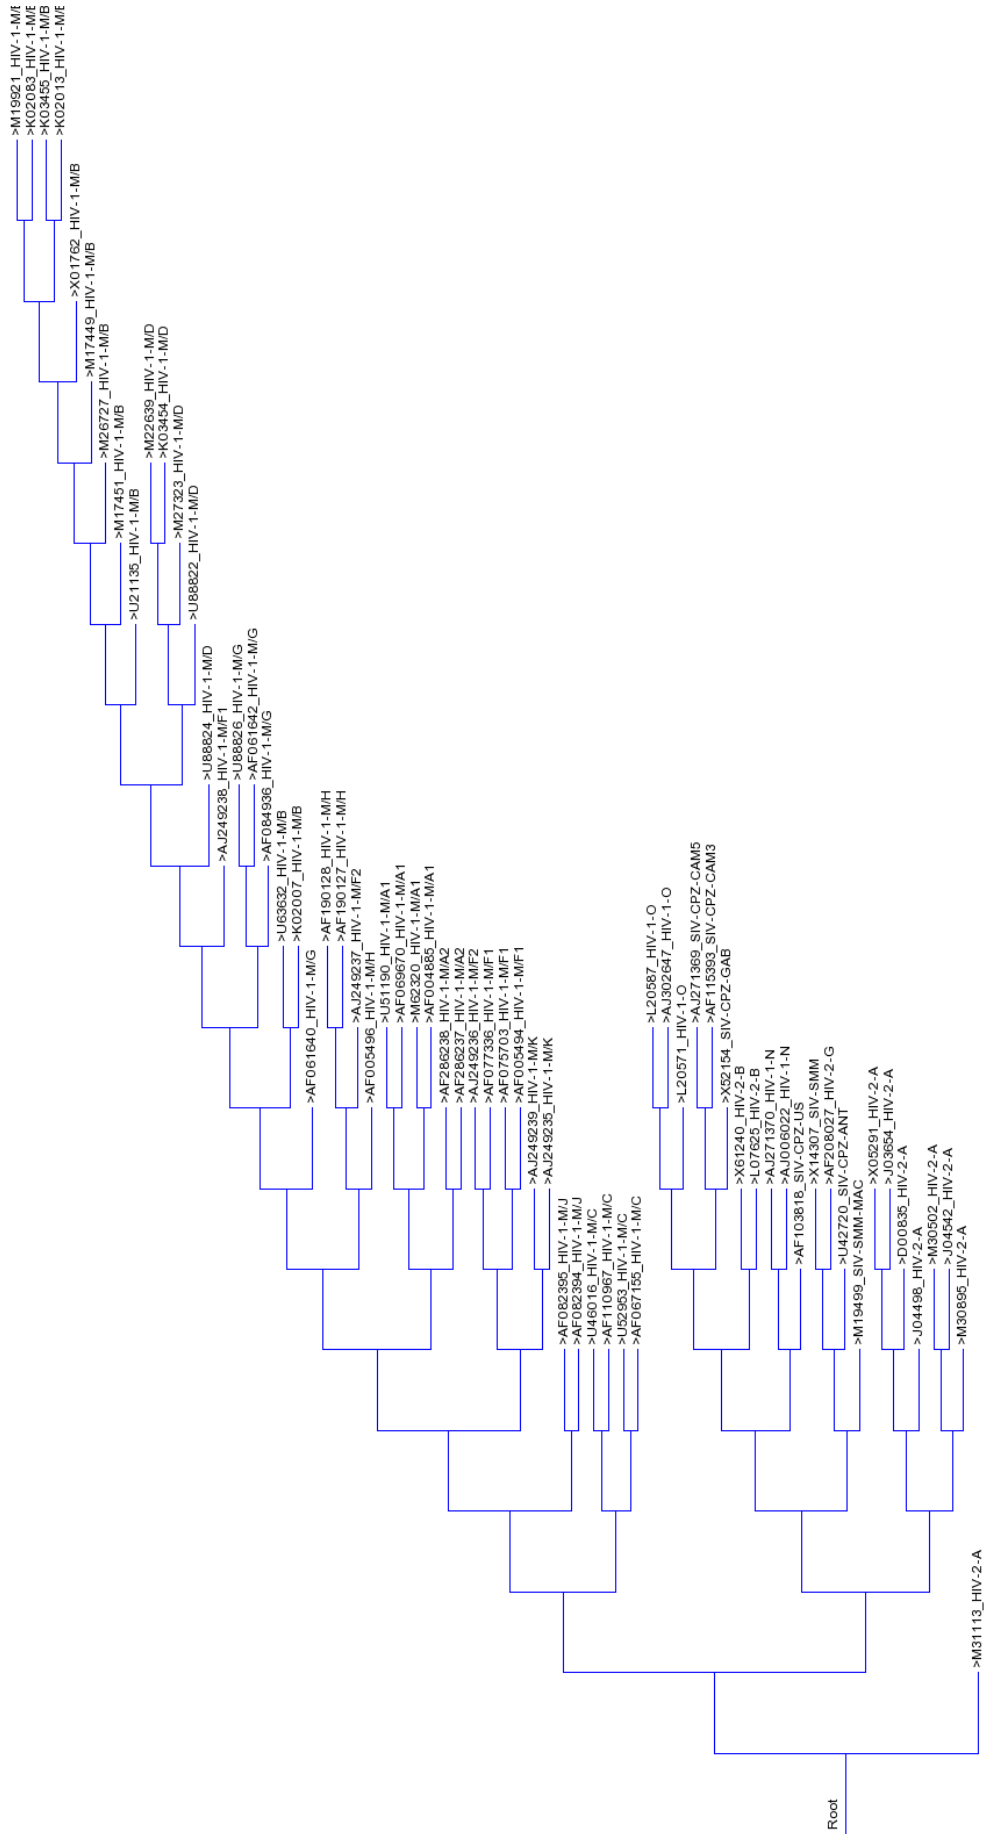 >M19921_HIV-1-M/B
>K02083_HIV-1-M/B
>K03455_HIV-1-M/B
>K02013_HIV-1-M/B
>X01762_HIV-1-M/B
>M17449_HIV-1-M/B
>M26727_HIV-1-M/B
>M17451_HIV-1-M/B
>U21135_HIV-1-M/B
>M22639_HIV-1-M/D
>K03454_HIV-1-M/D
>M27323_HIV-1-M/D
>U88822_HIV-1-M/D
>U88824_HIV-1-M/D
>AJ249238_HIV-1-M/F1
>U88826_HIV-1-M/G
>AF061642_HIV-1-M/G
>AF084936_HIV-1-M/G
>U63632_HIV-1-M/B
>K02007_HIV-1-M/B
>AF061640_HIV-1-M/G
>AF190128_HIV-1-M/H
>AF190127_HIV-1-M/H
>AJ249237_HIV-1-M/F2
>AF005496_HIV-1-M/H
>U51190_HIV-1-M/A1
>AF069670_HIV-1-M/A1
>M62320_HIV-1-M/A1
>AF004885_HIV-1-M/A1
>AF286238_HIV-1-M/A2
>AF286237_HIV-1-M/A2
>AJ249236_HIV-1-M/F2
>AF077336_HIV-1-M/F1
>AF075703_HIV-1-M/F1
>AF005494_HIV-1-M/F1
>AJ249239_HIV-1-M/K
>AJ249235_HIV-1-M/K
>AF082395_HIV-1-M/J
>AF082394_HIV-1-M/J
>U46016_HIV-1-M/C
>AF110967_HIV-1-M/C
>U52953_HIV-1-M/C
>AF067155_HIV-1-M/C
>L20587_HIV-1-O
>AJ302647_HIV-1-O
>L20571_HIV-1-O
>AJ271369_SIV-CPZ-CAM5
>AF115393_SIV-CPZ-CAM3
>X52154_SIV-CPZ-GAB
>X61240_HIV-2-B
>L07625_HIV-2-B
>AJ271370_HIV-1-N
>AJ006022_HIV-1-N
>AF103818_SIV-CPZ-US
>X14307_SIV-SMM
>AF208027_HIV-2-G
>U42720_SIV-CPZ-ANT
>M19499_SIV-SMM-MAC
>X05291_HIV-2-A
>J03654_HIV-2-A
>D00835_HIV-2-A
>J04498_HIV-2-A
>M30502_HIV-2-A
>J04542_HIV-2-A
>M30895_HIV-2-A
>M31113_HIV-2-A
Root